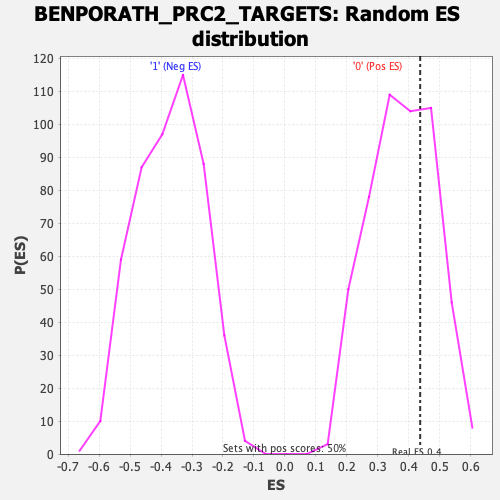 BENPORATH_PRC2_TARGETS: Random ES
distribution
'1' (Neg ES)
'0' (Pos ES)
120
110
100
90
80
70
60
50
40
30
20
10
0
P(ES)
Sets with pos scores: 50%
Real ES 0.4
-0.7 -0.6 -0.5 -0.4 -0.3 -0.2 -0.1 0.0 0.1 0.2 0.3 0.4 0.5 0.6
ES